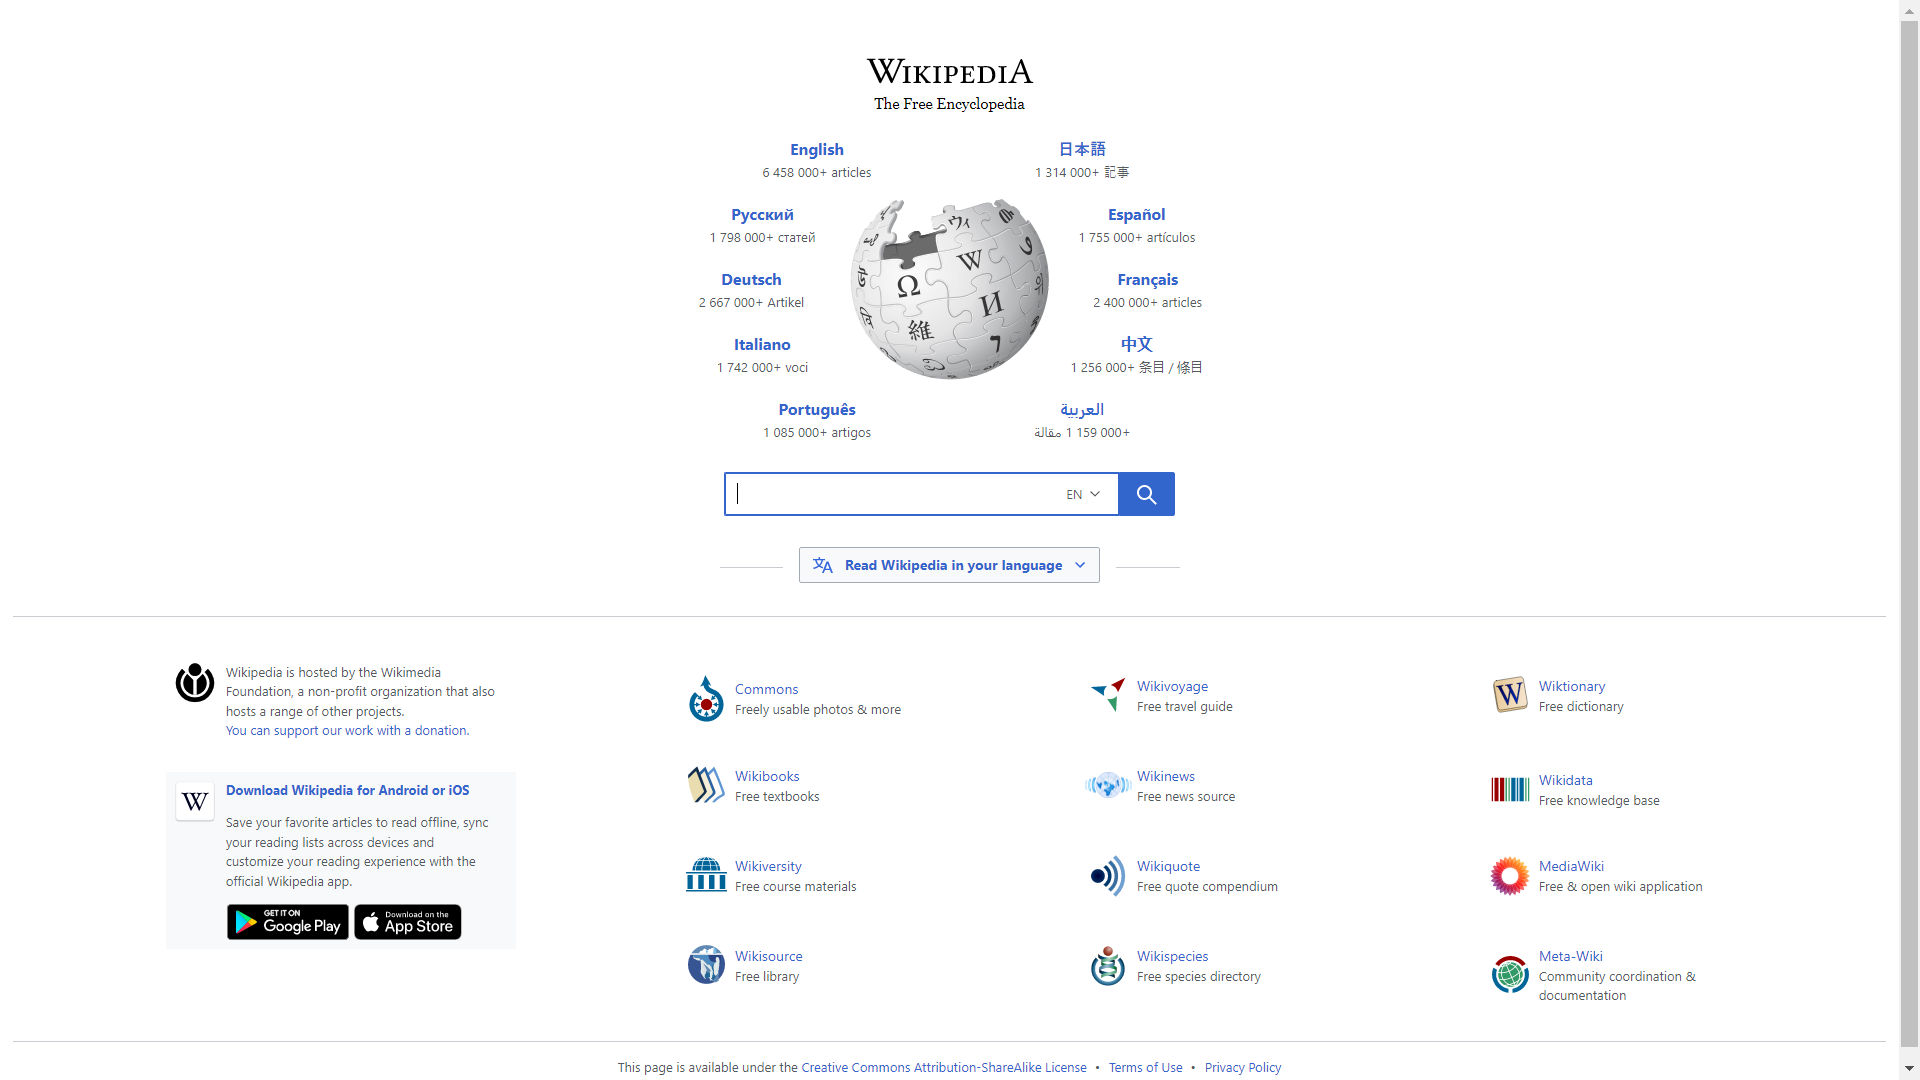 WIKIPEDIA
The Free Encyclopedia
English
6 458 000+ articles
日本語
1 314 000+ 記事
Русский
1 798 000+ статей
Español
1 755 000+ artículos
Deutsch
2 667 000+ Artikel
Français
2 400 000+ articles
Italiano
1 742 000+ voci
中文
1 256 000+ 条目 / 條目
Português
1 085 000+ artigos
العربية
1 159 000+ مقالة
Ω
W
И
維
ウィ
EN
Read Wikipedia in your language
Wikipedia is hosted by the Wikimedia
Foundation, a non-profit organization that also
hosts a range of other projects.
You can support our work with a donation.
W
Download Wikipedia for Android or iOS
Save your favorite articles to read offline, sync
your reading lists across devices and
customize your reading experience with the
official Wikipedia app.
GET IT ON
Google Play
Download on the
App Store
Commons
Freely usable photos & more
Wikivoyage
Free travel guide
W
Wiktionary
Free dictionary
Wikibooks
Free textbooks
Wikinews
Free news source
Wikidata
Free knowledge base
Wikiversity
Free course materials
Wikiquote
Free quote compendium
MediaWiki
Free & open wiki application
Wikisource
Free library
Wikispecies
Free species directory
Meta-Wiki
Community coordination &
documentation
This page is available under the Creative Commons Attribution-ShareAlike License • Terms of Use • Privacy Policy